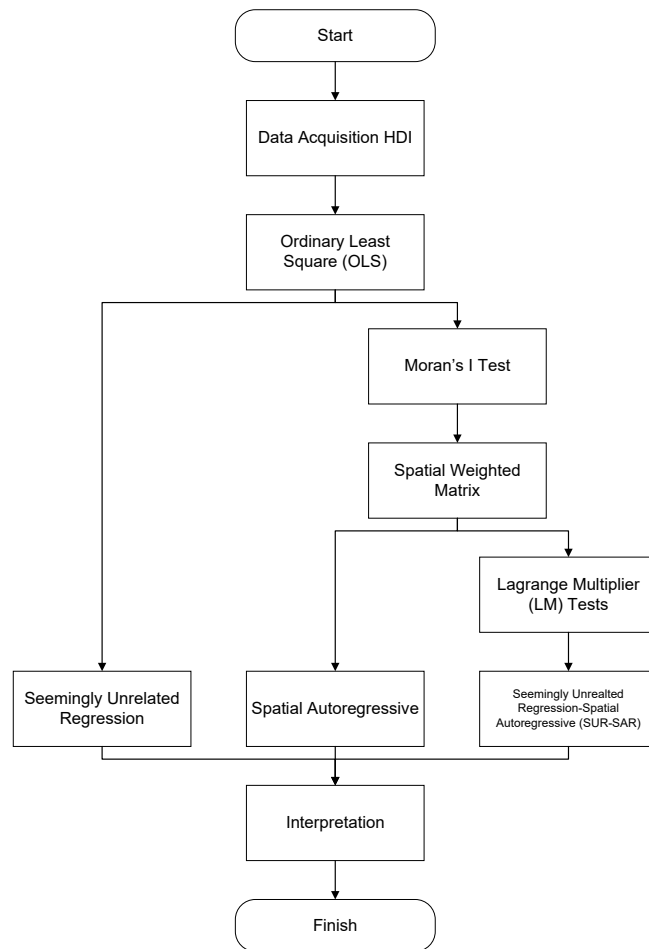 Start
Data Acquisition HDI
Ordinary Least
Square (OLS)
Moran's I Test
Spatial Weighted
Matrix
Lagrange Multiplier
(LM) Tests
Seemingly Unrelated
Regression
Spatial Autoregressive
Seemingly Unrealted
Regression-Spatial
Autoregressive (SUR-SAR)
Interpretation
Finish